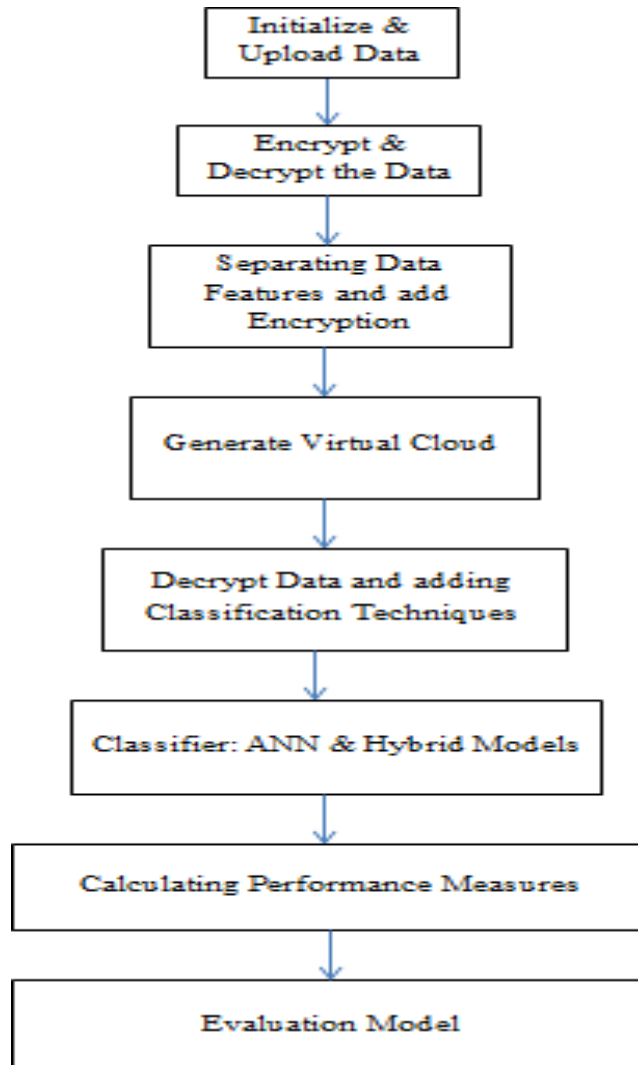 Initialize &
Upload Data
Encrypt &
Decrypt the Data
Separating Data
Features and add
Encryption
Generate Virtual Cloud
Decrypt Data and adding
Classification Techniques
Classifier: ANN & Hybrid Models
Calculating Performance Measures
Evaluation Model